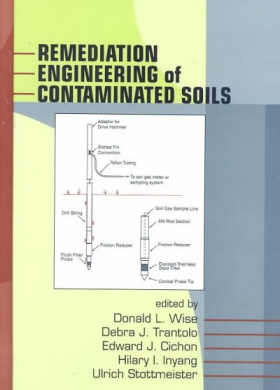 REMEDIATION
ENGINEERING of
CONTAMINATED SOILS
Adaptor for
Drive Hammer
Slotted Pin
Connection
Teflon Tubing
To soil gas meter or
sampling system
Soil Gas Sample Line
AW Rod Section
Drill String
Friction Reducer
Friction Reducer
Exposed Stainless
Steel Filter
Flush Filter
Probe
Conical Probe Tip
edited by
Donald L. Wise
Debra J. Trantolo
Edward J. Cichon
Hilary I. Inyang
Ulrich Stottmeister